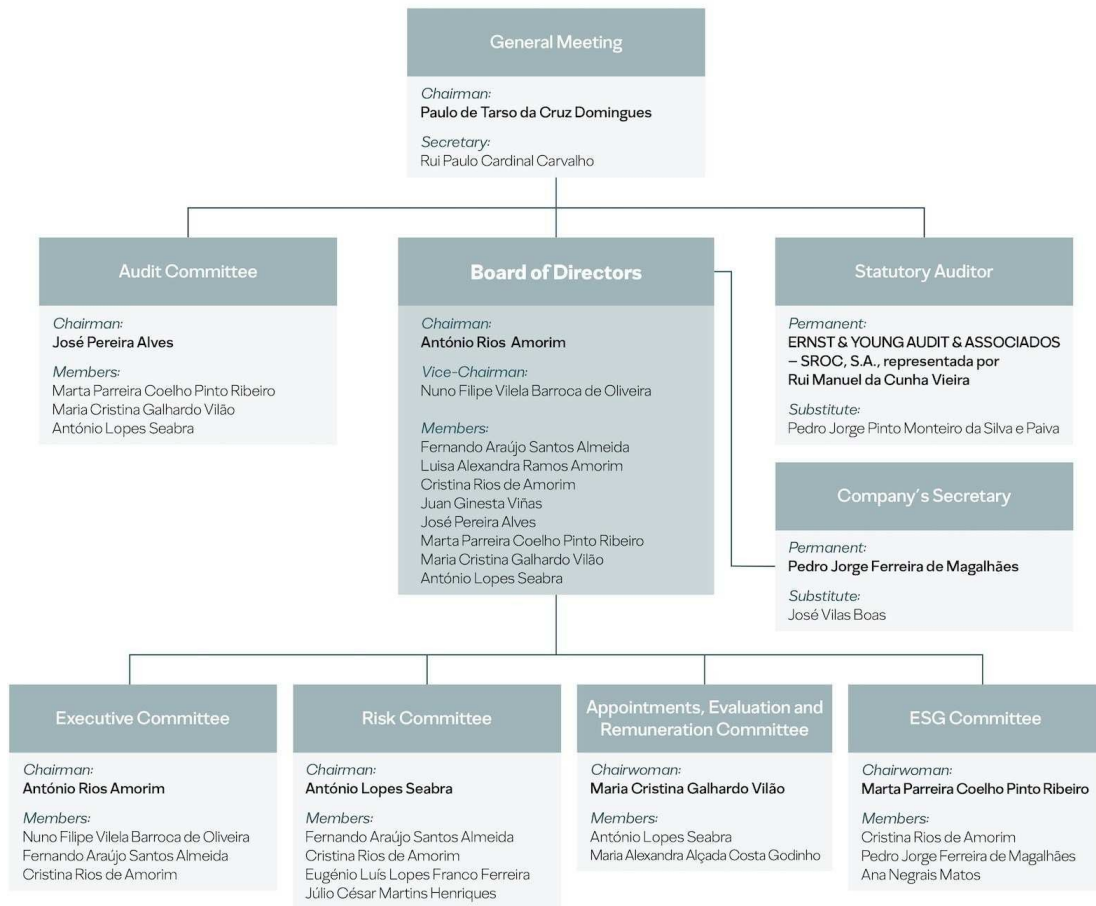 General Meeting
Chairman:
Paulo de Tarso da Cruz Domingues
Secretary:
Rui Paulo Cardinal Carvalho
Audit Committee
Chairman:
José Pereira Alves
Members:
Marta Parreira Coelho Pinto Ribeiro
Maria Cristina Galhardo Vilão
António Lopes Seabra
Board of Directors
Chairman:
António Rios Amorim
Vice-Chairman:
Nuno Filipe Vilela Barroca de Oliveira
Members:
Fernando Araújo Santos Almeida
Luisa Alexandra Ramos Amorim
Cristina Rios de Amorim
Juan Ginesta Viñas
José Pereira Alves
Marta Parreira Coelho Pinto Ribeiro
Maria Cristina Galhardo Vilão
António Lopes Seabra
Statutory Auditor
Permanent:
ERNST & YOUNG AUDIT & ASSOCIADOS
– SROC, S.A., representada por
Rui Manuel da Cunha Vieira
Substitute:
Pedro Jorge Pinto Monteiro da Silva e Paiva
Company's Secretary
Permanent:
Pedro Jorge Ferreira de Magalhães
Substitute:
José Vilas Boas
Executive Committee
Chairman:
António Rios Amorim
Members:
Nuno Filipe Vilela Barroca de Oliveira
Fernando Araújo Santos Almeida
Cristina Rios de Amorim
Risk Committee
Chairman:
António Lopes Seabra
Members:
Fernando Araújo Santos Almeida
Cristina Rios de Amorim
Eugénio Luís Lopes Franco Ferreira
Júlio César Martins Henriques
Appointments, Evaluation and
Remuneration Committee
Chairwoman:
Maria Cristina Galhardo Vilão
Members:
António Lopes Seabra
Maria Alexandra Alçada Costa Godinho
ESG Committee
Chairwoman:
Marta Parreira Coelho Pinto Ribeiro
Members:
Cristina Rios de Amorim
Pedro Jorge Ferreira de Magalhães
Ana Negrais Matos